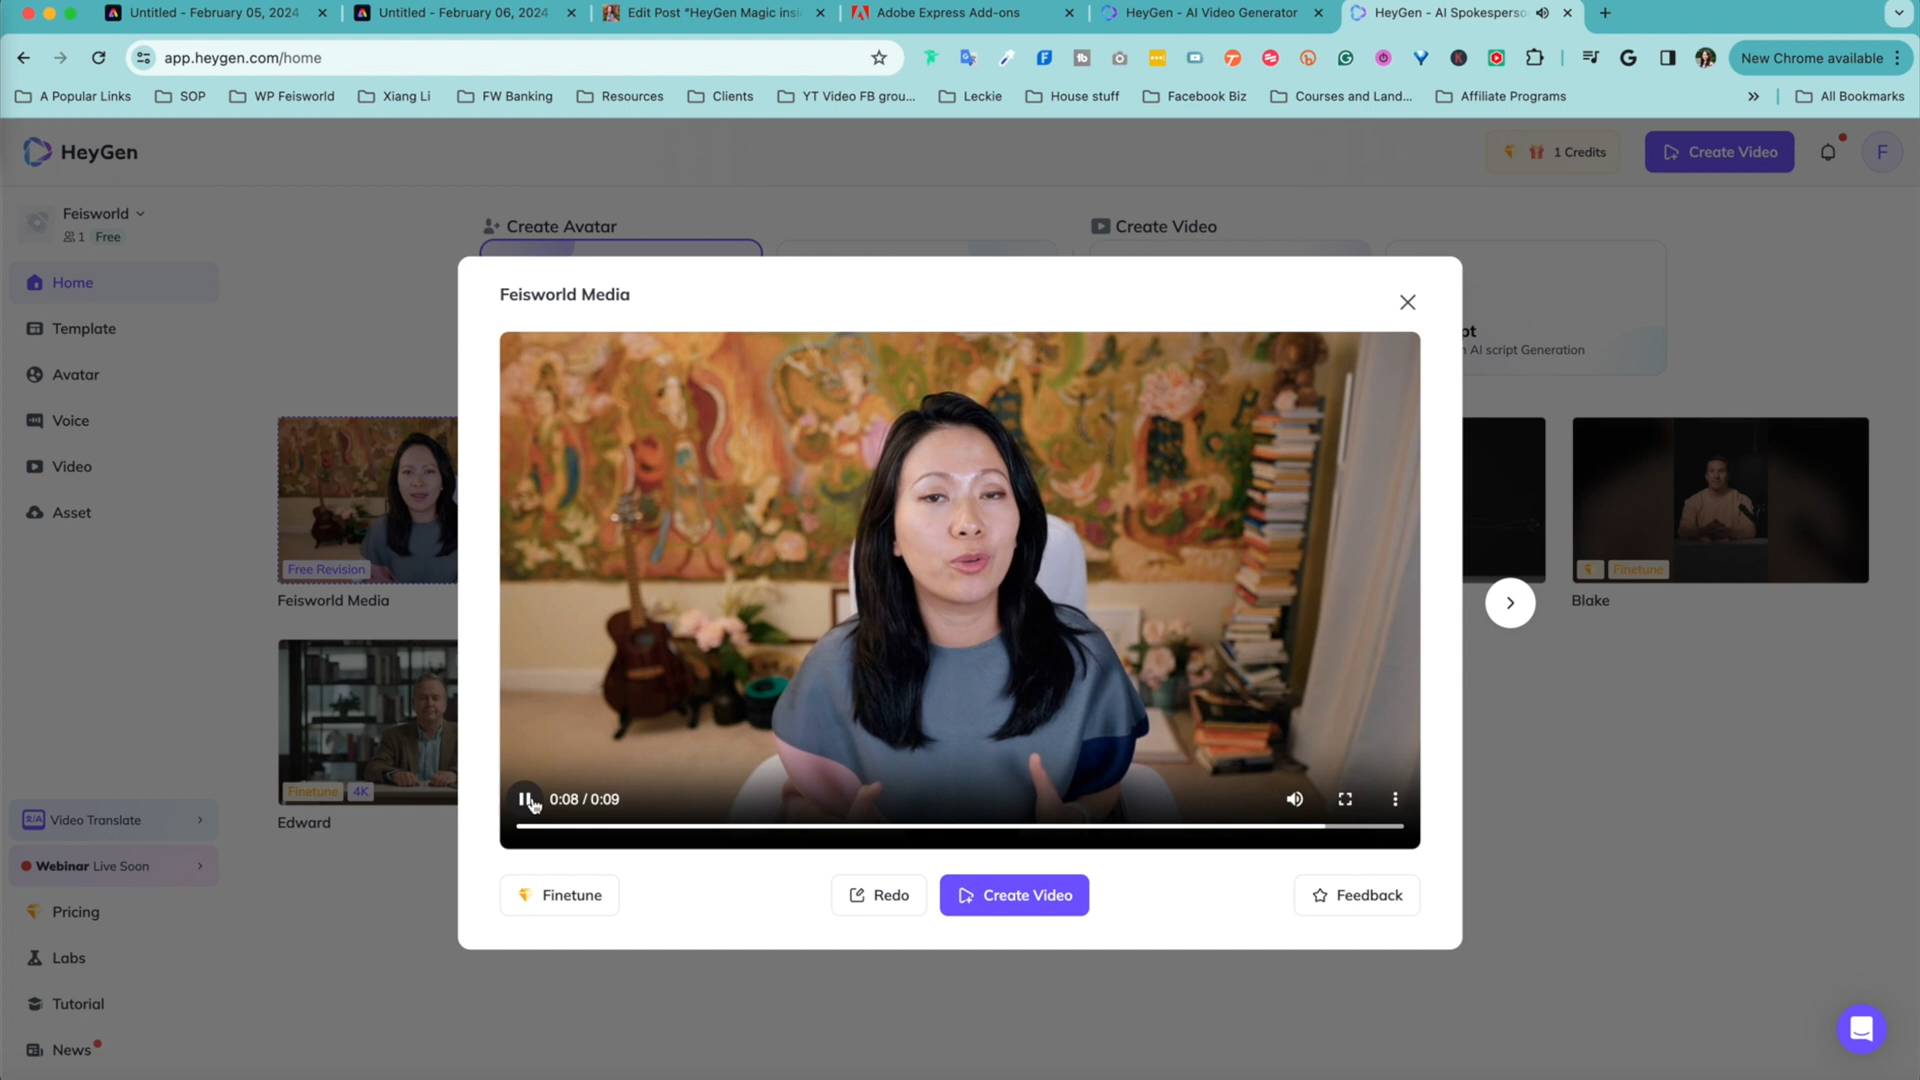 Untitled - February 05, 2024
Untitled - February 06, 2024
Edit Post "HeyGen Magic insi
Adobe Express Add-ons
HeyGen - AI Video Generator
HeyGen - AI Spokesperso
app.heygen.com/home
New Chrome available
A Popular Links
SOP
WP Feisworld
Xiang Li
FW Banking
Resources
Clients
YT Video FB grou...
Leckie
House stuff
Facebook Biz
Courses and Land...
Affiliate Programs
All Bookmarks
HeyGen
1 Credits
Create Video
F
Feisworld
1 Free
Create Avatar
Create Video
Home
Template
Avatar
Voice
Video
Asset
Feisworld Media
pt
AI script Generation
Free Revision
Feisworld Media
Finetune
Blake
Finetune 4K
Edward
0:08 / 0:09
Finetune
Redo
Create Video
Feedback
Video Translate
Webinar Live Soon
Pricing
Labs
Tutorial
News